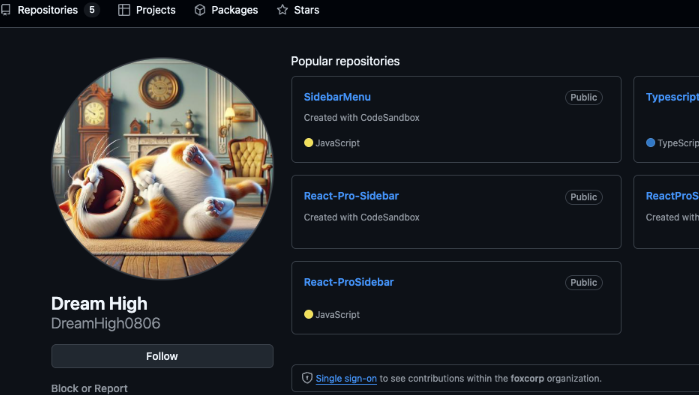 Repositories 5 Projects Packages Stars
Popular repositories
SidebarMenu Public
Created with CodeSandbox
JavaScript
Typescript
TypeScrip
React-Pro-Sidebar Public
Created with CodeSandbox
ReactProS
Created with
React-ProSidebar Public
JavaScript
Dream High
DreamHigh0806
Follow
Block or Report
Single sign-on to see contributions within the foxcorp organization.